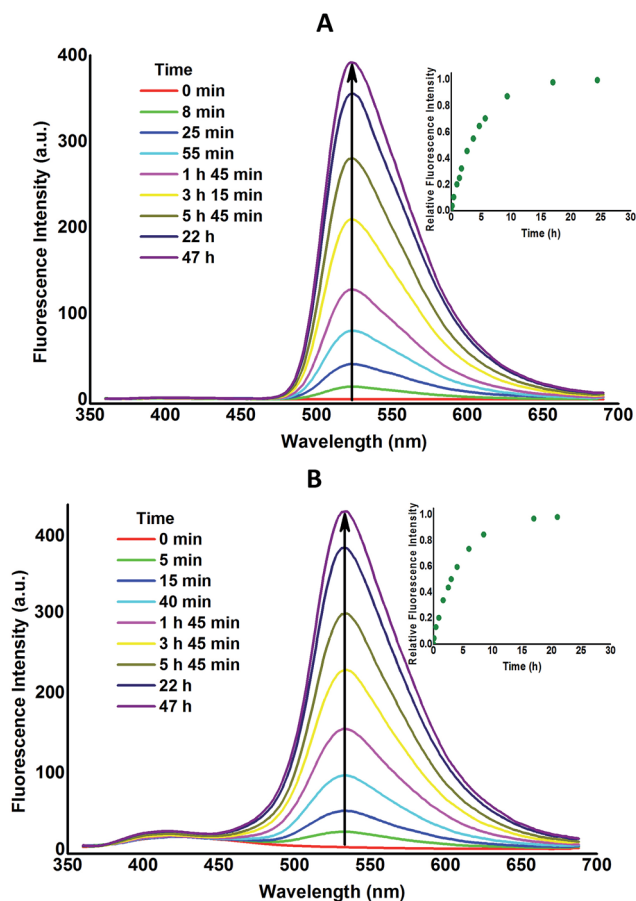 A
Fluorescence Intensity (a.u.)
400
300
200
100
0
Time
0 min
8 min
25 min
55 min
1 h 45 min
3 h 15 min
5 h 45 min
22 h
47 h
Relative Fluorescence Intensity
1.0
0.8
0.6
0.4
0.2
0.0
0 5 10 15 20 25 30
Time (h)
350 400 450 500 550 600 650 700
Wavelength (nm)
B
Fluorescence Intensity (a.u.)
400
300
200
100
0
Time
0 min
5 min
15 min
40 min
1 h 45 min
3 h 45 min
5 h 45 min
22 h
47 h
Relative Fluorescence Intensity
1.0
0.8
0.6
0.4
0.2
0.0
0 5 10 15 20 25 30
Time (h)
350 400 450 500 550 600 650 700
Wavelength (nm)